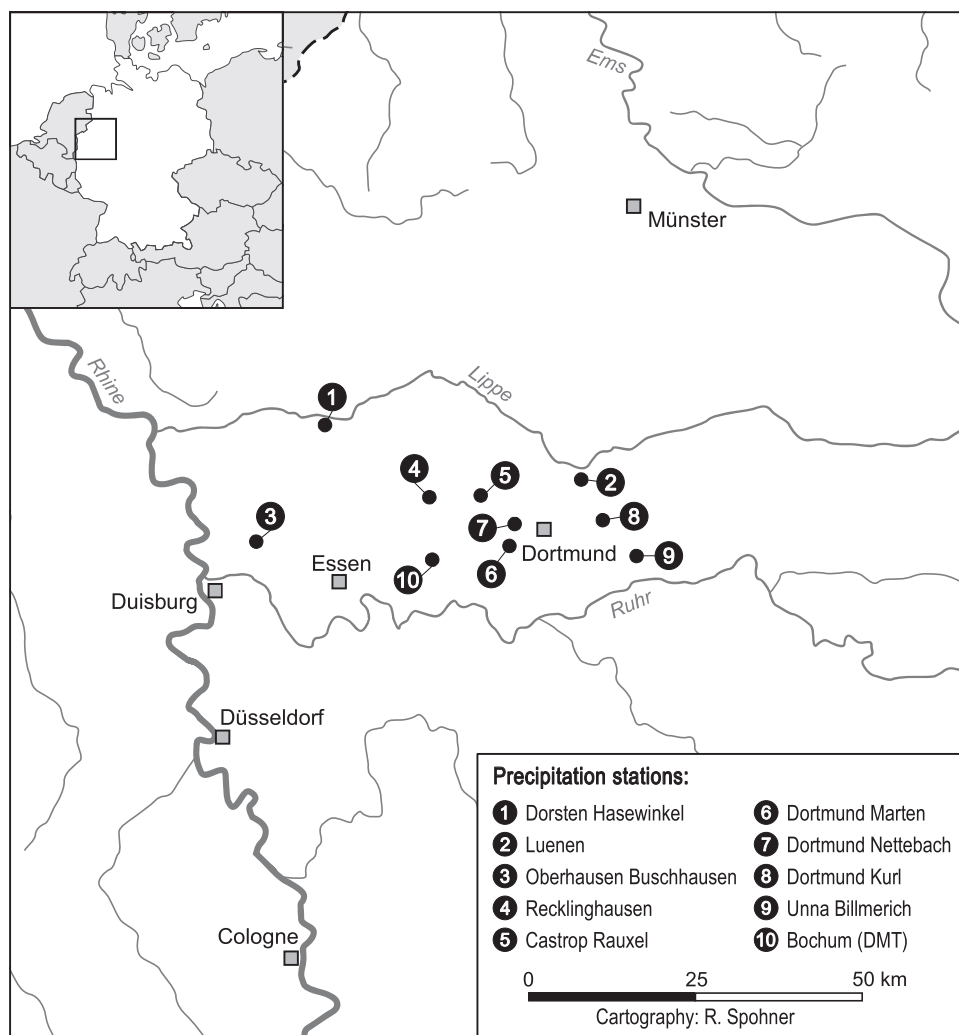 Ems
Münster
Rhine
Lippe
1
4
5
2
3
7
8
Dortmund
9
Essen
10
6
Duisburg
Ruhr
Düsseldorf
Cologne
Precipitation stations:
1 Dorsten Hasewinkel
2 Luenen
3 Oberhausen Buschhausen
4 Recklinghausen
5 Castrop Rauxel
6 Dortmund Marten
7 Dortmund Nettebach
8 Dortmund Kurl
9 Unna Billmerich
10 Bochum (DMT)
0 25 50 km
Cartography: R. Spohner